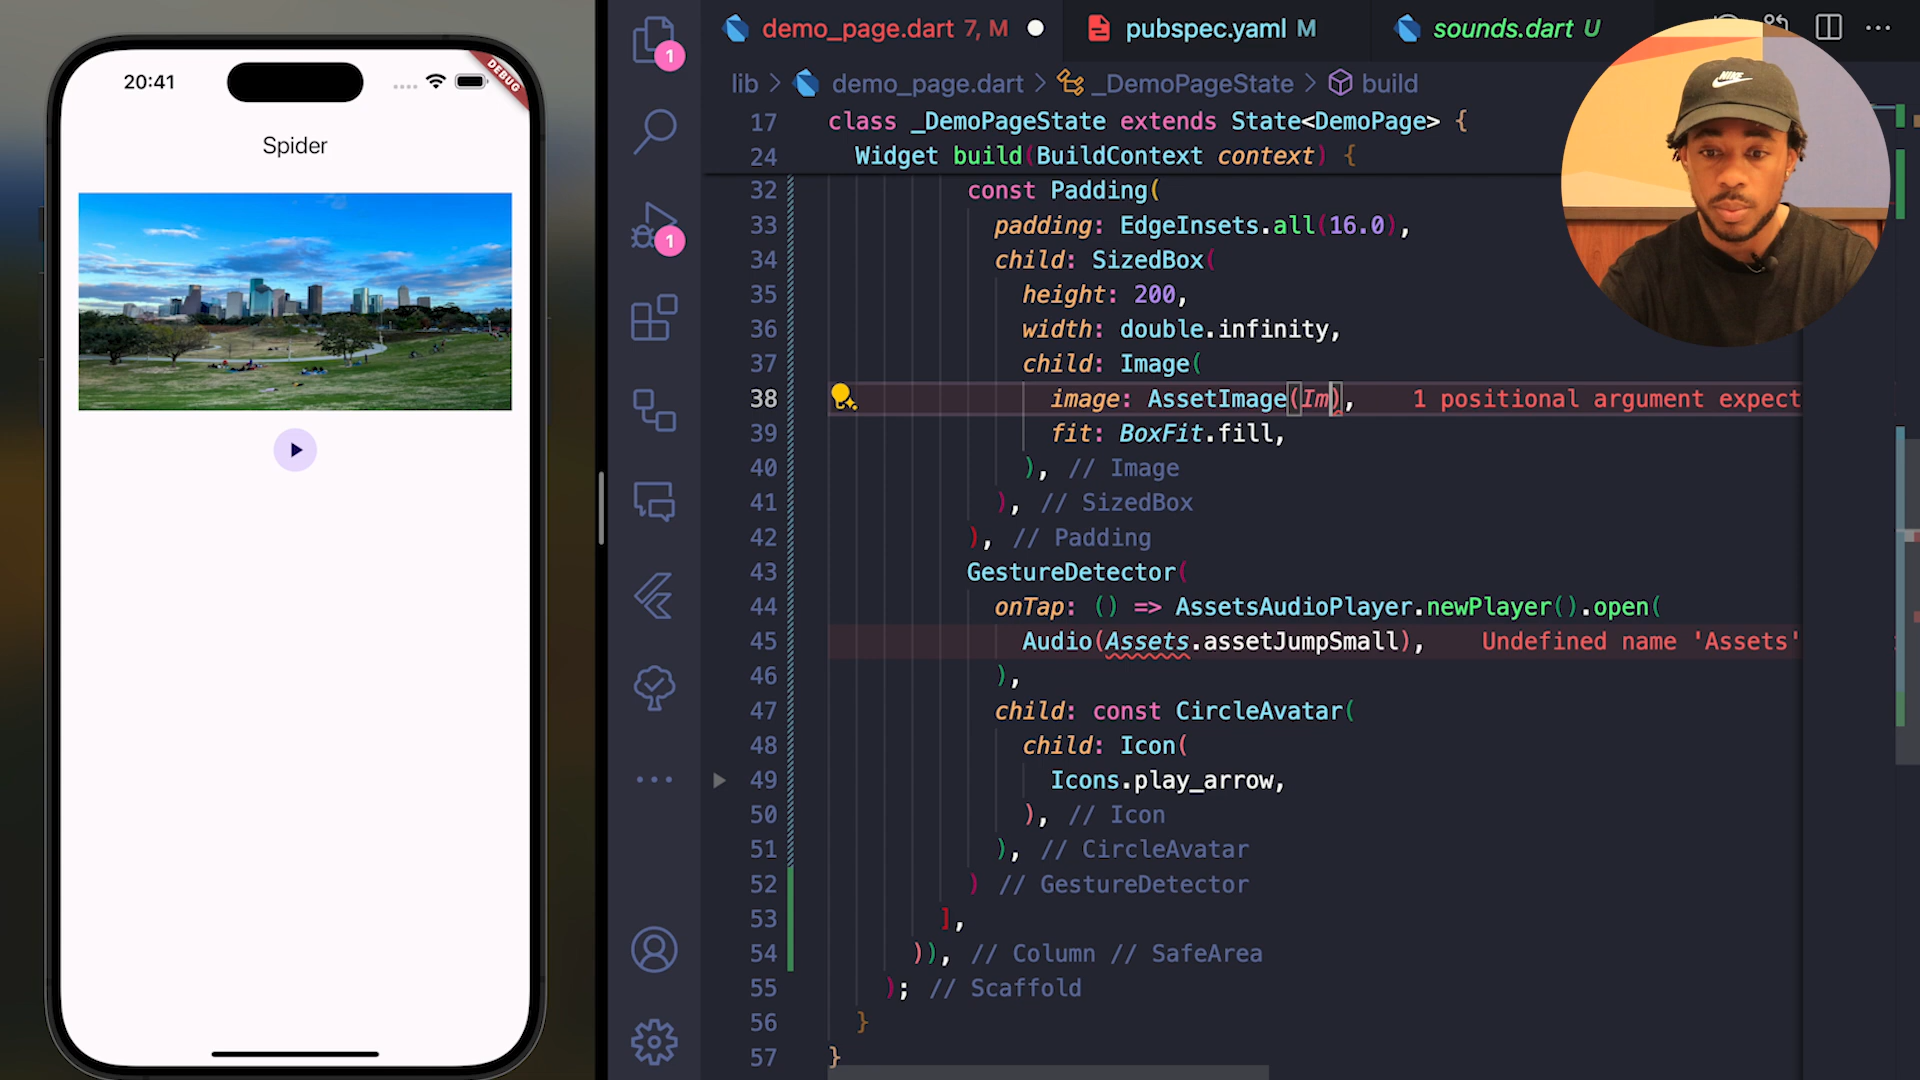 20:41
DEBUG
Spider
1
1
demo_page.dart 7, M
pubspec.yaml M
sounds.dart U
lib > demo_page.dart > _DemoPageState > build
17 class _DemoPageState extends State<DemoPage> {
24 Widget build(BuildContext context) {
32 const Padding(
33 padding: EdgeInsets.all(16.0),
34 child: SizedBox(
35 height: 200,
36 width: double.infinity,
37 child: Image(
38 image: AssetImage(Im), 1 positional argument expect
39 fit: BoxFit.fill,
40 ), // Image
41 ), // SizedBox
42 ), // Padding
43 GestureDetector(
44 onTap: () => AssetsAudioPlayer.newPlayer().open(
45 Audio(Assets.assetJumpSmall), Undefined name 'Assets'
46 ),
47 child: const CircleAvatar(
48 child: Icon(
49 Icons.play_arrow,
50 ), // Icon
51 ), // CircleAvatar
52 ) // GestureDetector
53 ],
54 )), // Column // SafeArea
55 ); // Scaffold
56 }
57 }
NIKE